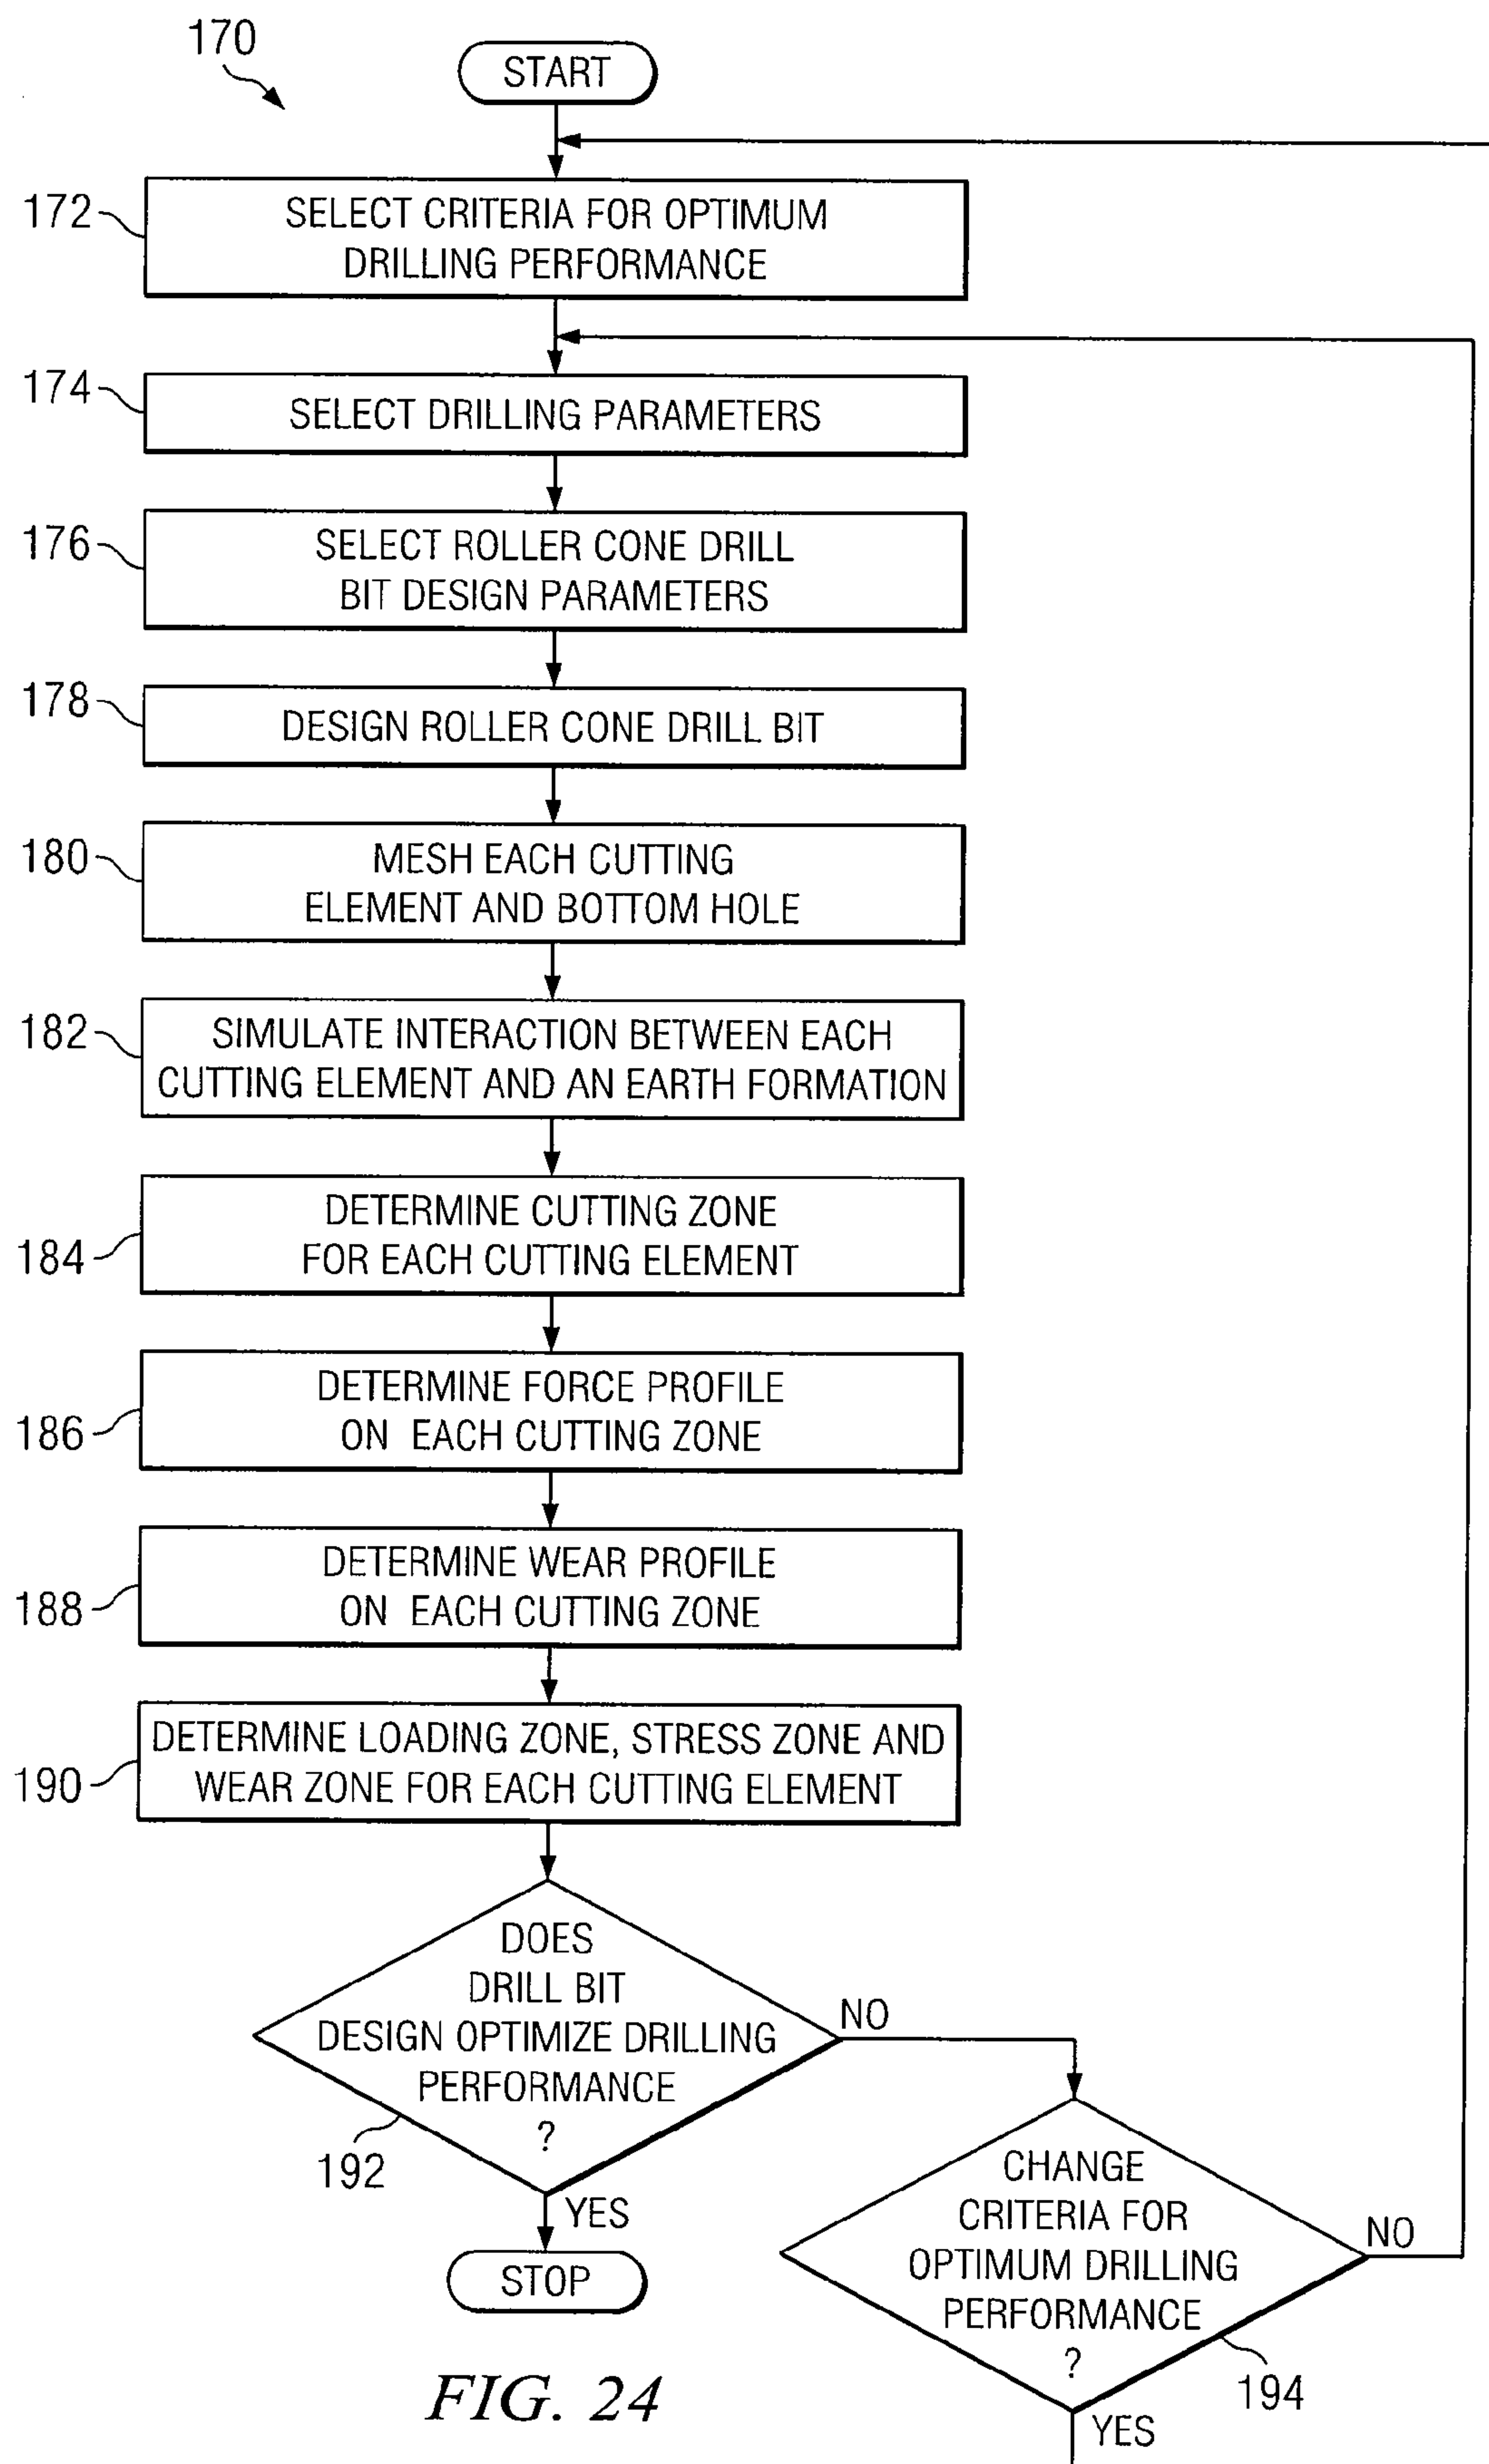 170
START
172
SELECT CRITERIA FOR OPTIMUM
DRILLING PERFORMANCE
174
SELECT DRILLING PARAMETERS
176
SELECT ROLLER CONE DRILL
BIT DESIGN PARAMETERS
178
DESIGN ROLLER CONE DRILL BIT
180
MESH EACH CUTTING
ELEMENT AND BOTTOM HOLE
182
SIMULATE INTERACTION BETWEEN EACH
CUTTING ELEMENT AND AN EARTH FORMATION
184
DETERMINE CUTTING ZONE
FOR EACH CUTTING ELEMENT
186
DETERMINE FORCE PROFILE
ON EACH CUTTING ZONE
188
DETERMINE WEAR PROFILE
ON EACH CUTTING ZONE
190
DETERMINE LOADING ZONE, STRESS ZONE AND
WEAR ZONE FOR EACH CUTTING ELEMENT
DOES
DRILL BIT
DESIGN OPTIMIZE DRILLING
PERFORMANCE
?
192
NO
YES
STOP
CHANGE
CRITERIA FOR
OPTIMUM DRILLING
PERFORMANCE
?
194
NO
YES
FIG. 24